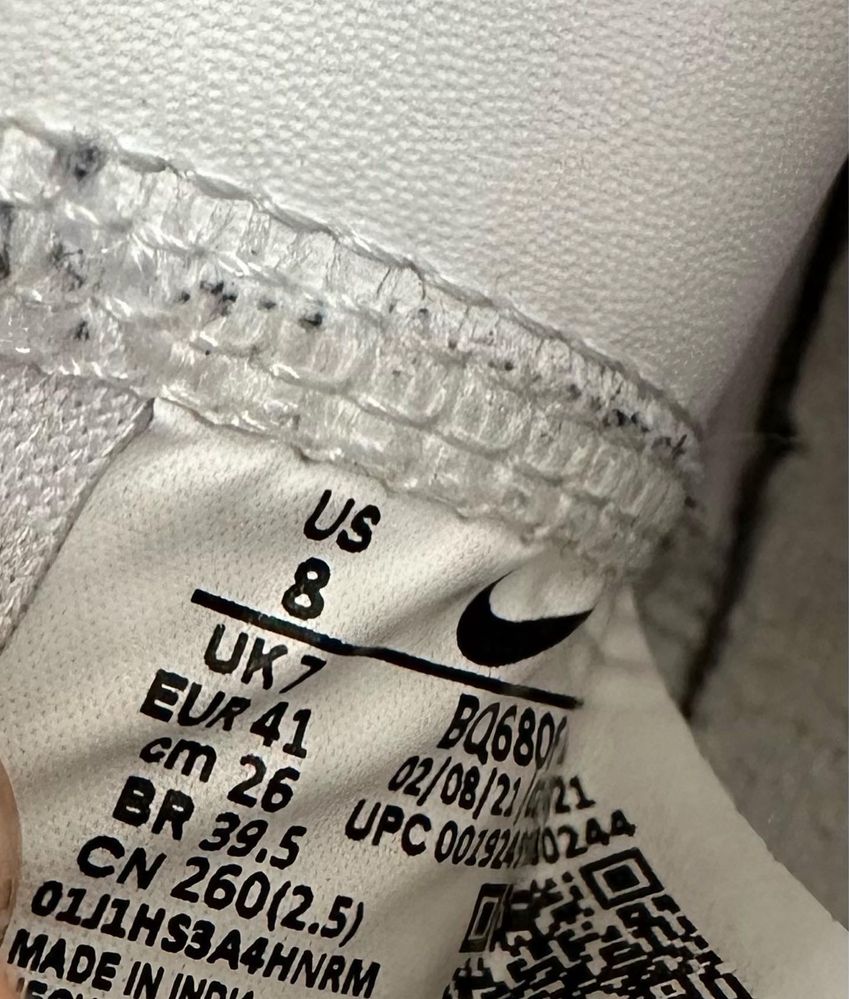 US
8
UK 7
EUR 41
cm 26
BR 39.5
CN 260(2.5)
01J1HS3A4HNRM
MADE IN INDIA
02/08/21